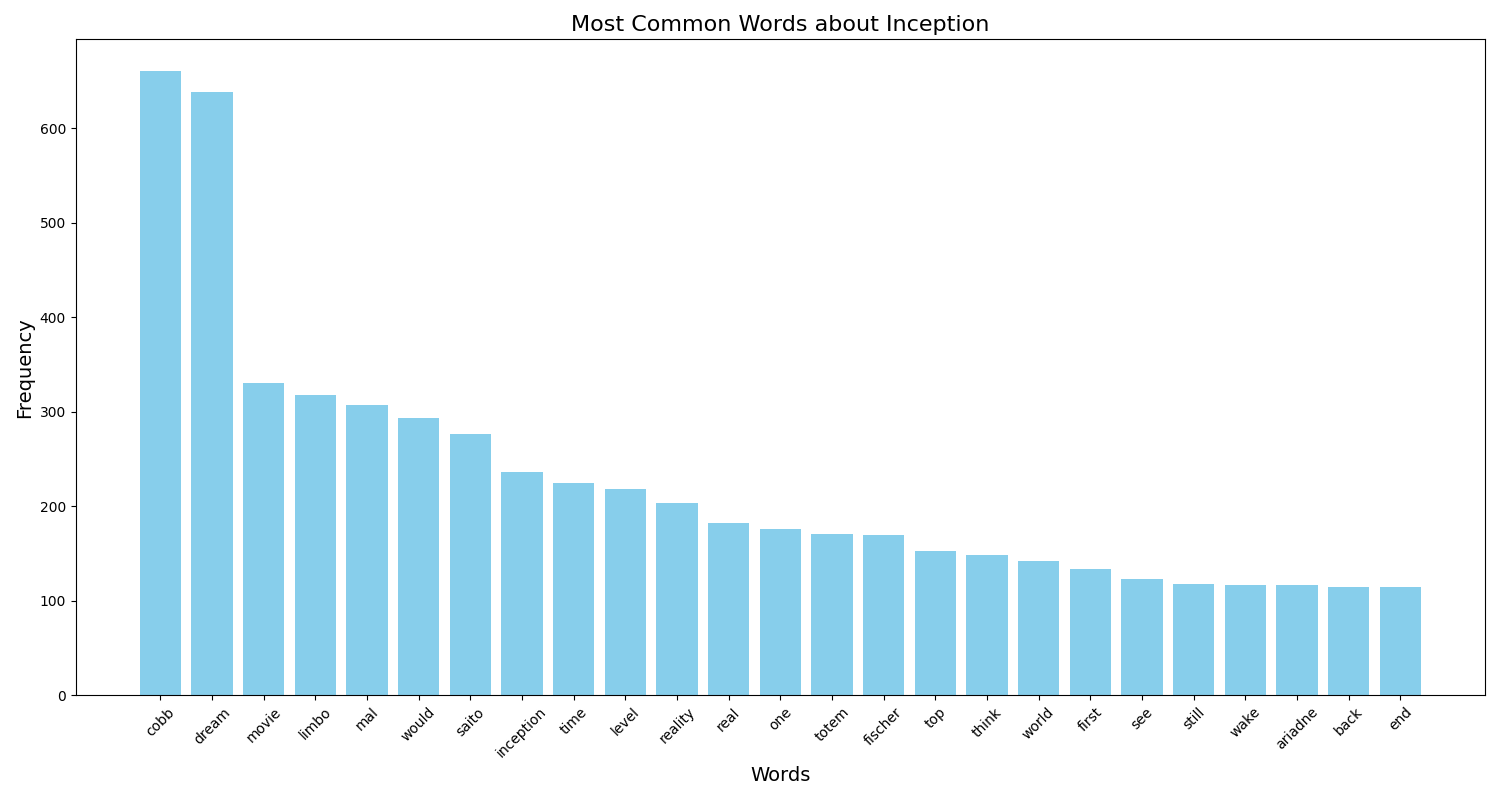 Most Common Words about Inception
Frequency
600
500
400
300
200
100
0
cobb dream movie limbo mal would saito inception time level reality real one totem fischer top think world first see still wake ariadne back end
Words